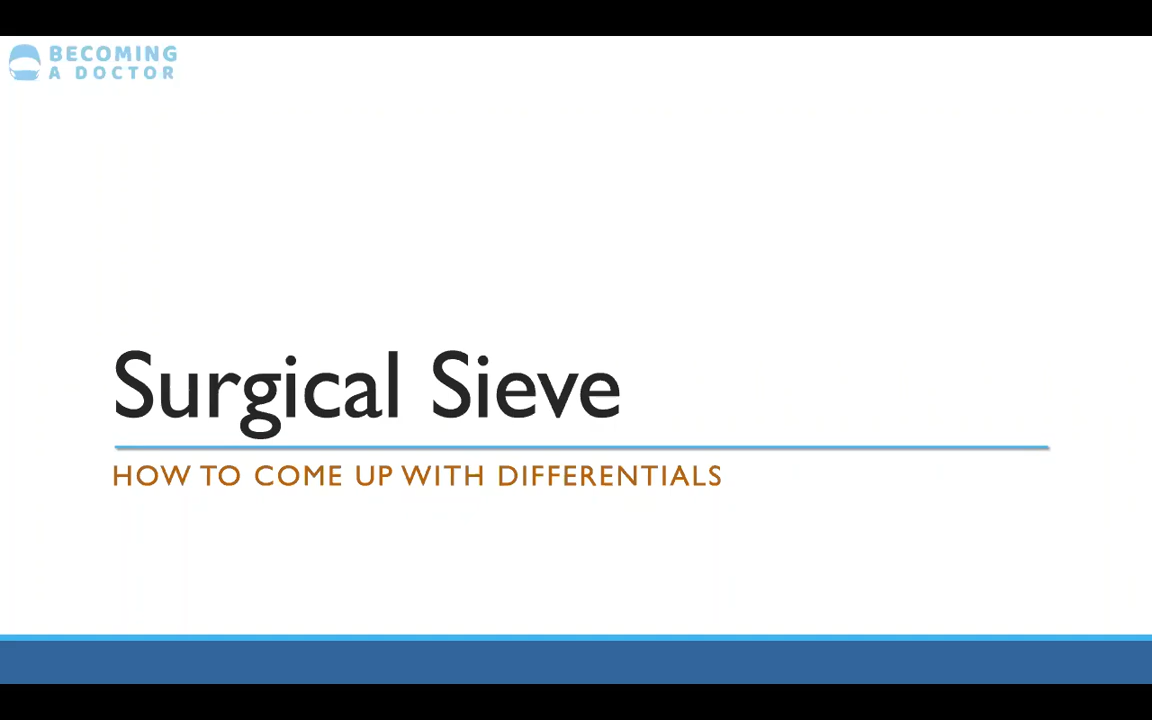 BECOMING
A DOCTOR
Surgical Sieve
HOW TO COME UP WITH DIFFERENTIALS